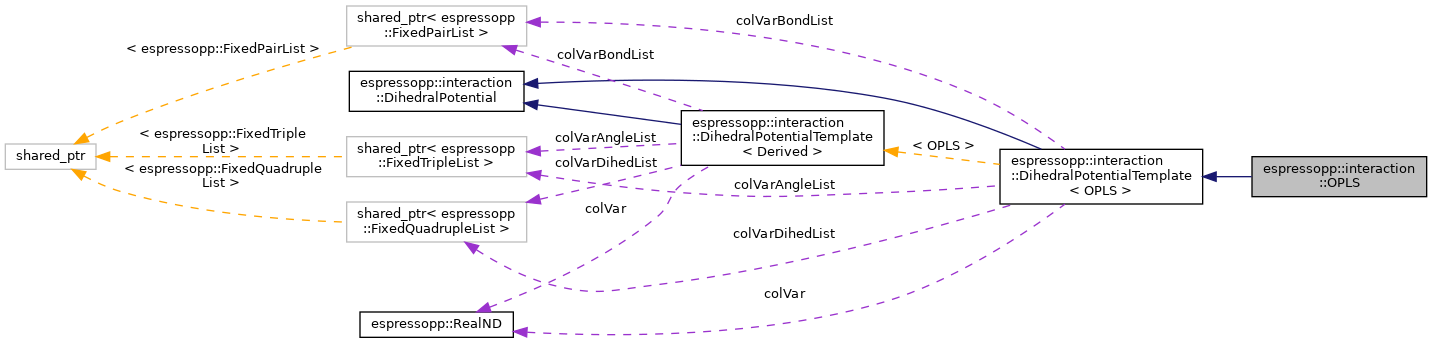 shared_ptr< espressopp
::FixedPairList >
colVarBondList
< espressopp::FixedPairList >
colVarBondList
espressopp::interaction
::DihedralPotential
espressopp::interaction
::DihedralPotentialTemplate
< Derived >
< espressopp::FixedTriple
List >
shared_ptr
shared_ptr< espressopp
::FixedTripleList >
colVarAngleList
colVarDihedList
< OPLS >
espressopp::interaction
::DihedralPotentialTemplate
< OPLS >
espressopp::interaction
::OPLS
< espressopp::FixedQuadruple
List >
colVarAngleList
shared_ptr< espressopp
::FixedQuadrupleList >
colVar
colVarDihedList
colVar
espressopp::RealND